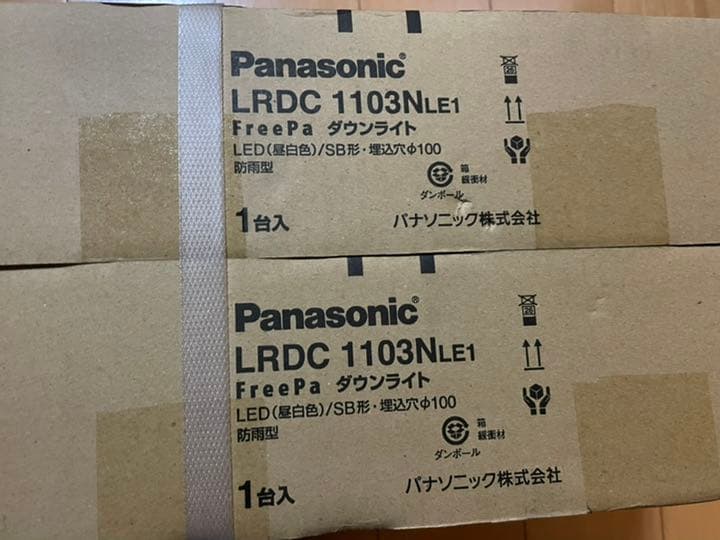 Panasonic®
LRDC 1103NLE1
FreePa ダウンライト
LED(昼白色)/SB形・埋込穴φ100
防雨型
箱
緩衝材
ダンボール
1台入
パナソニック株式会社
Panasonic®
LRDC 1103NLE1
FreePa ダウンライト
LED(昼白色)/SB形・埋込穴φ100
防雨型
箱
緩衝材
ダンボール
1台入
パナソニック株式会社